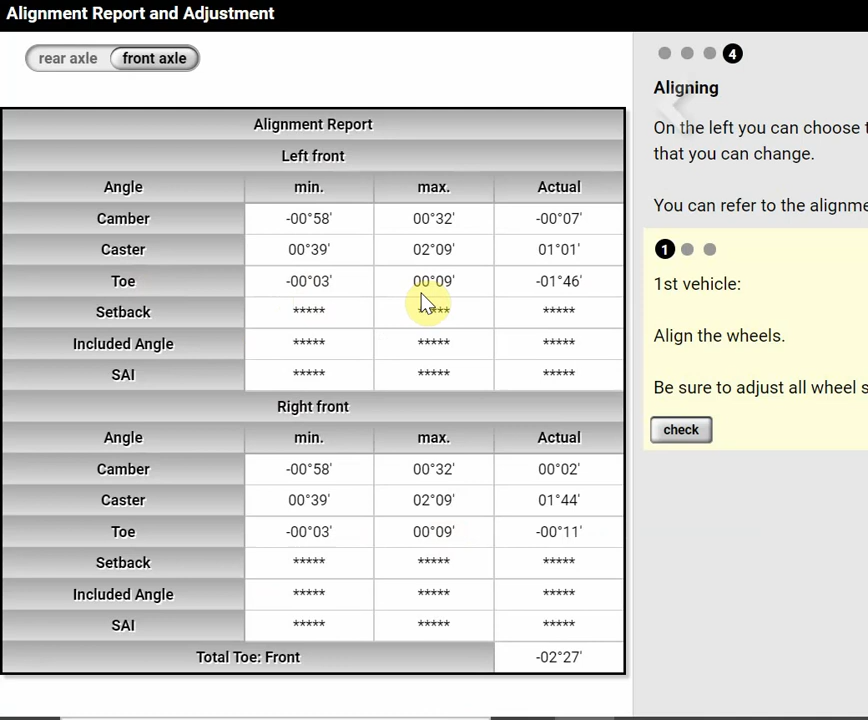 Alignment Report and Adjustment
rear axle front axle
Alignment Report
Left front
Angle min. max. Actual
Camber -00°58' 00°32' -00°07'
Caster 00°39' 02°09' 01°01'
Toe -00°03' 00°09' -01°46'
Setback ***** ***** *****
Included Angle ***** ***** *****
SAI ***** ***** *****
Right front
Angle min. max. Actual
Camber -00°58' 00°32' 00°02'
Caster 00°39' 02°09' 01°44'
Toe -00°03' 00°09' -00°11'
Setback ***** ***** *****
Included Angle ***** ***** *****
SAI ***** ***** *****
Total Toe: Front -02°27'
4
Aligning
On the left you can choose
that you can change.
You can refer to the alignme
1
1st vehicle:
Align the wheels.
Be sure to adjust all wheel s
check